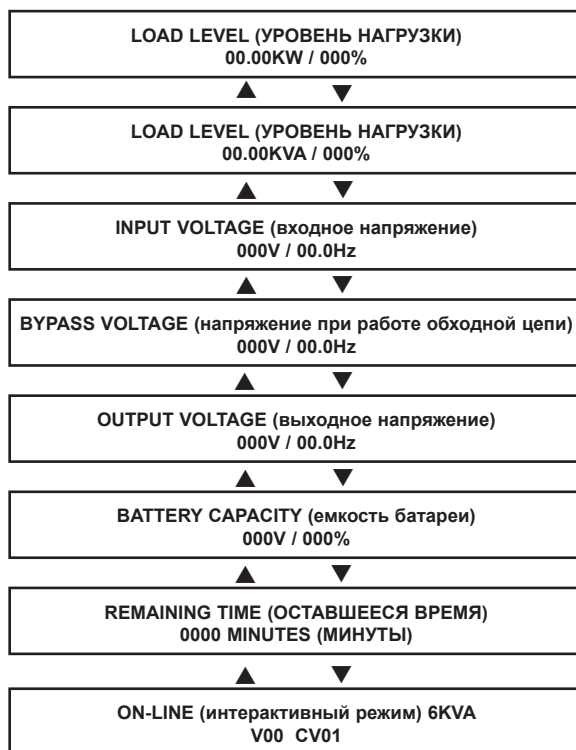 LOAD LEVEL (УРОВЕНЬ НАГРУЗКИ)
00.00KW / 000%
LOAD LEVEL (УРОВЕНЬ НАГРУЗКИ)
00.00KVA / 000%
INPUT VOLTAGE (входное напряжение)
000V / 00.0Hz
BYPASS VOLTAGE (напряжение при работе обходной цепи)
000V / 00.0Hz
OUTPUT VOLTAGE (выходное напряжение)
000V / 00.0Hz
BATTERY CAPACITY (емкость батареи)
000V / 000%
REMAINING TIME (ОСТАВШЕЕСЯ ВРЕМЯ)
0000 MINUTES (МИНУТЫ)
ON-LINE (интерактивный режим) 6KVA
V00 CV01